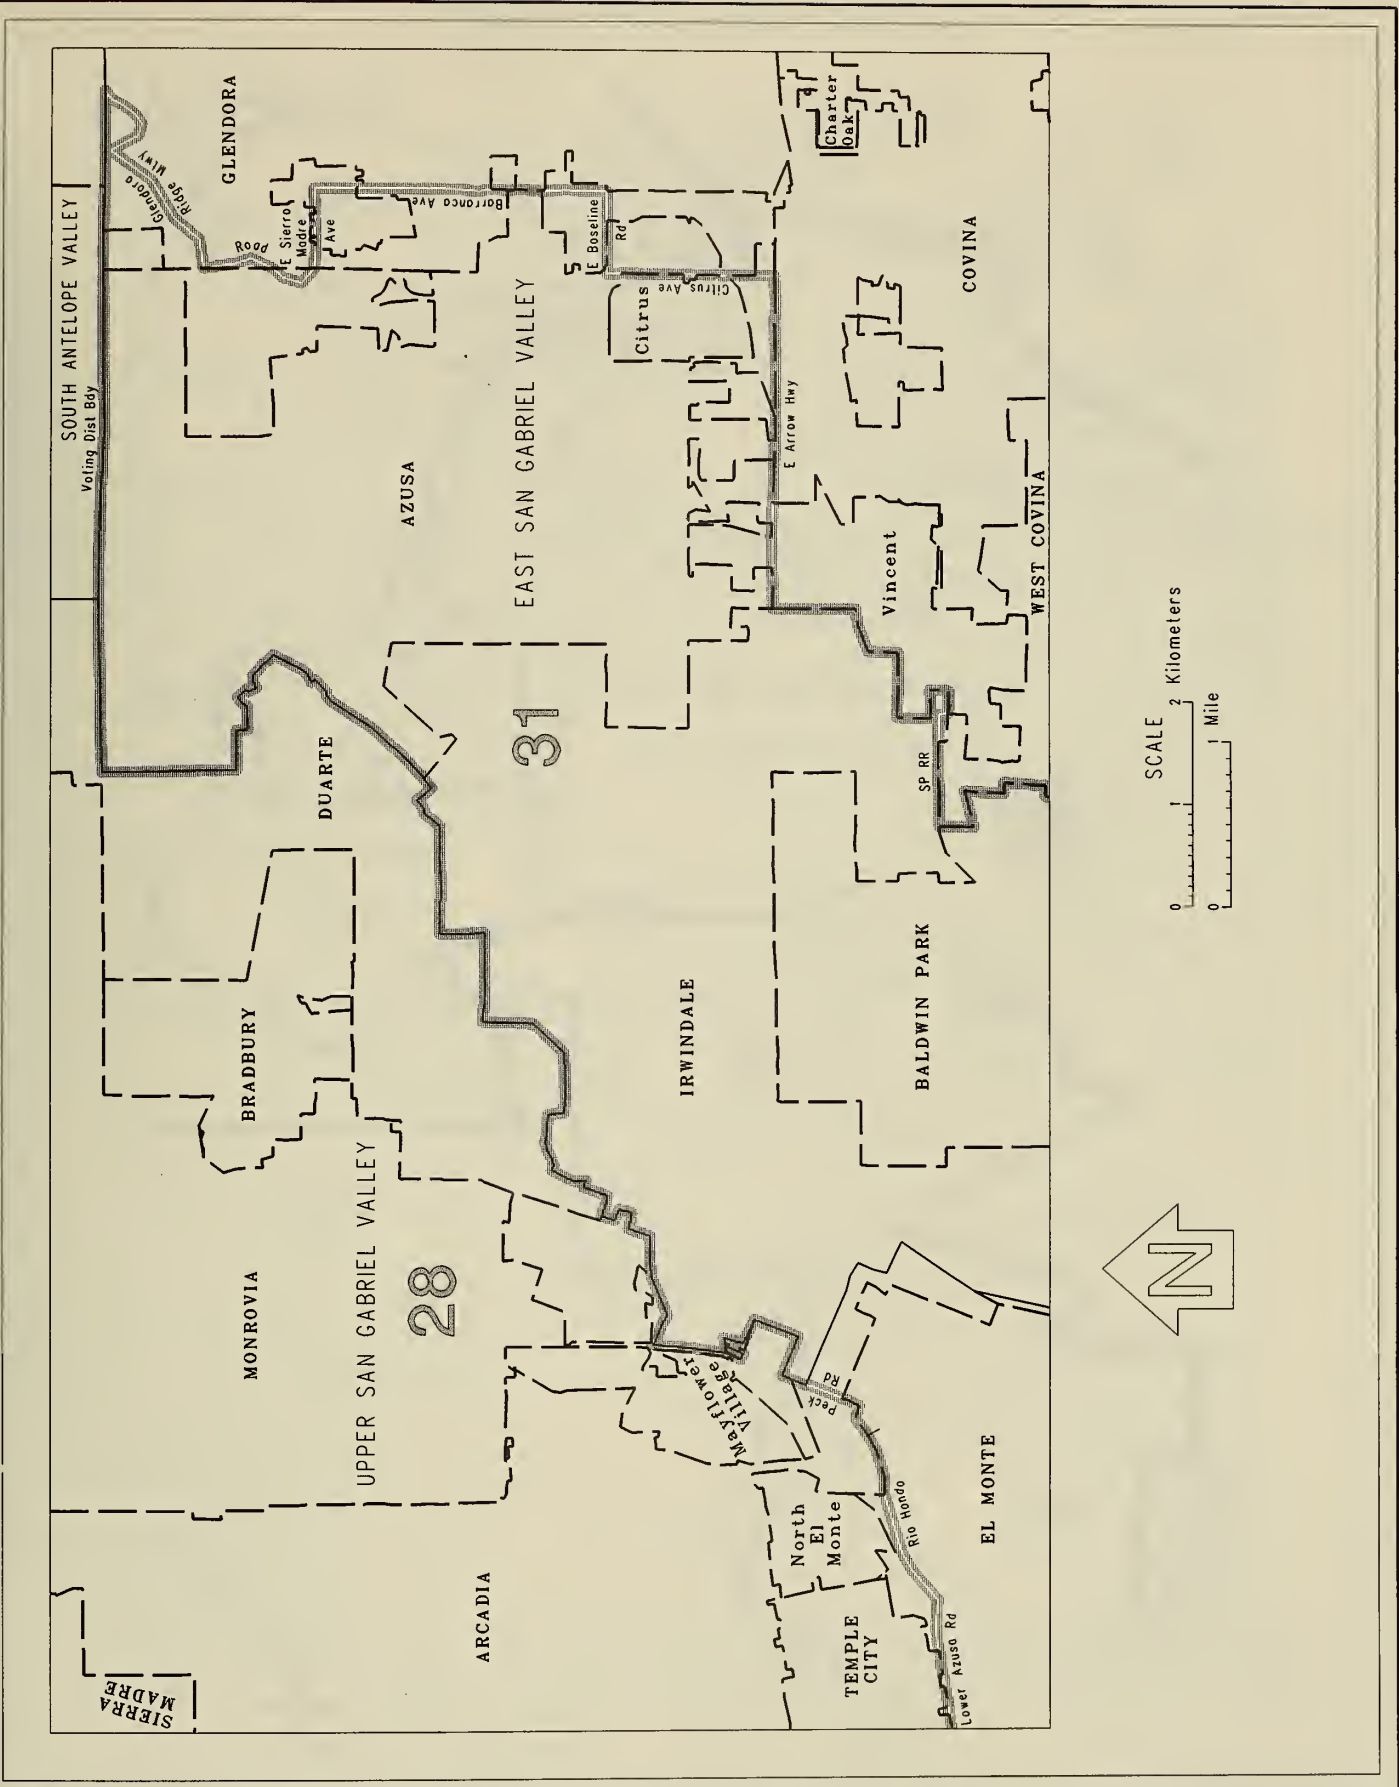 SOUTH ANTELOPE VALLEY
Voting Dist Bdy
GLENDORA
Glendora
Ridge Mtwy
Road
E Sierra
Madre
Ave
Barranca Ave
E Baseline
Rd
Citrus Ave
Citrus
Charter
Oak
COVINA
E Arrow Hwy
AZUSA
EAST SAN GABRIEL VALLEY
Vincent
WEST COVINA
31
DUARTE
SP RR
BRADBURY
IRWINDALE
BALDWIN PARK
MONROVIA
UPPER SAN GABRIEL VALLEY
28
Mayflower
Village
Peck
Rd
Rio Hondo
EL MONTE
North
El
Monte
ARCADIA
TEMPLE
CITY
Lower Azusa Rd
SIERRA
MADRE
SCALE
0 1 2 Kilometers
0 1 Mile
N